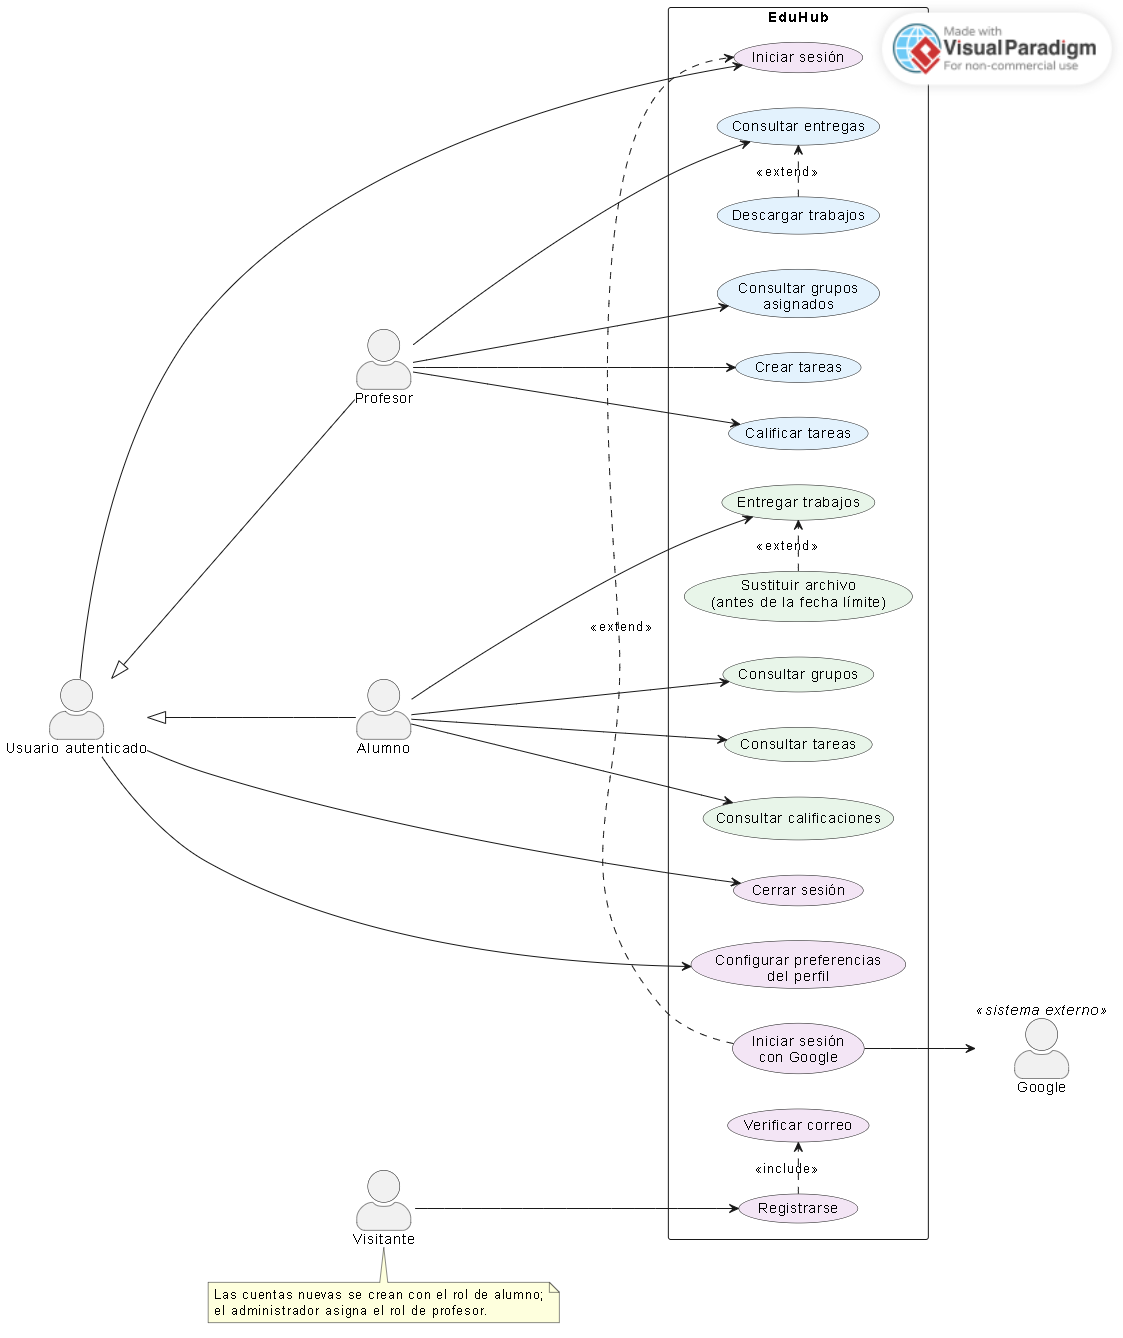 EduHub
Made with
Visual Paradigm
For non-commercial use
Iniciar sesión
Consultar entregas
«extend»
Descargar trabajos
Consultar grupos
asignados
Profesor
Crear tareas
Calificar tareas
Entregar trabajos
«extend»
Sustituir archivo
(antes de la fecha límite)
«extend»
Consultar grupos
Usuario autenticado
Alumno
Consultar tareas
Consultar calificaciones
Cerrar sesión
Configurar preferencias
del perfil
«sistema externo»
Iniciar sesión
con Google
Google
Verificar correo
«include»
Registrarse
Visitante
Las cuentas nuevas se crean con el rol de alumno;
el administrador asigna el rol de profesor.